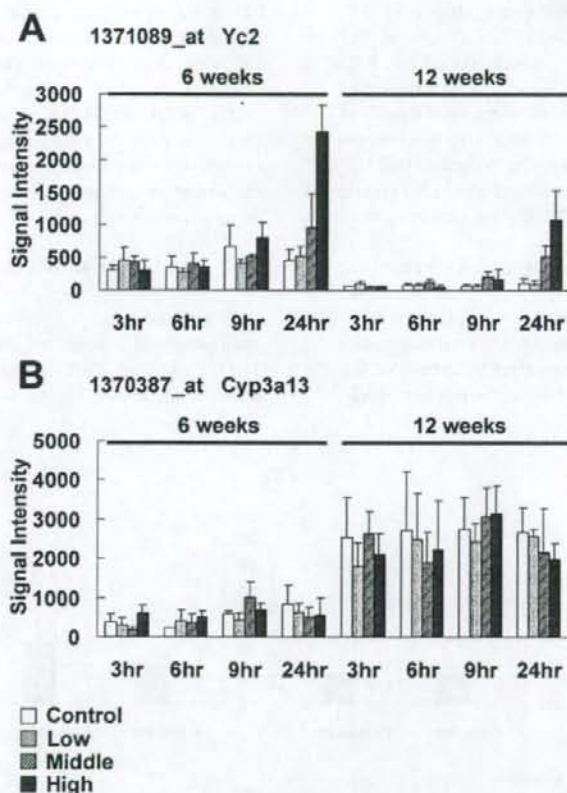 A 1371089_at Yc2
6 weeks 12 weeks
Signal Intensity
3000
2500
2000
1500
1000
500
0
3hr 6hr 9hr 24hr 3hr 6hr 9hr 24hr
B 1370387_at Cyp3a13
6 weeks 12 weeks
Signal Intensity
5000
4000
3000
2000
1000
0
3hr 6hr 9hr 24hr 3hr 6hr 9hr 24hr
Control
Low
Middle
High